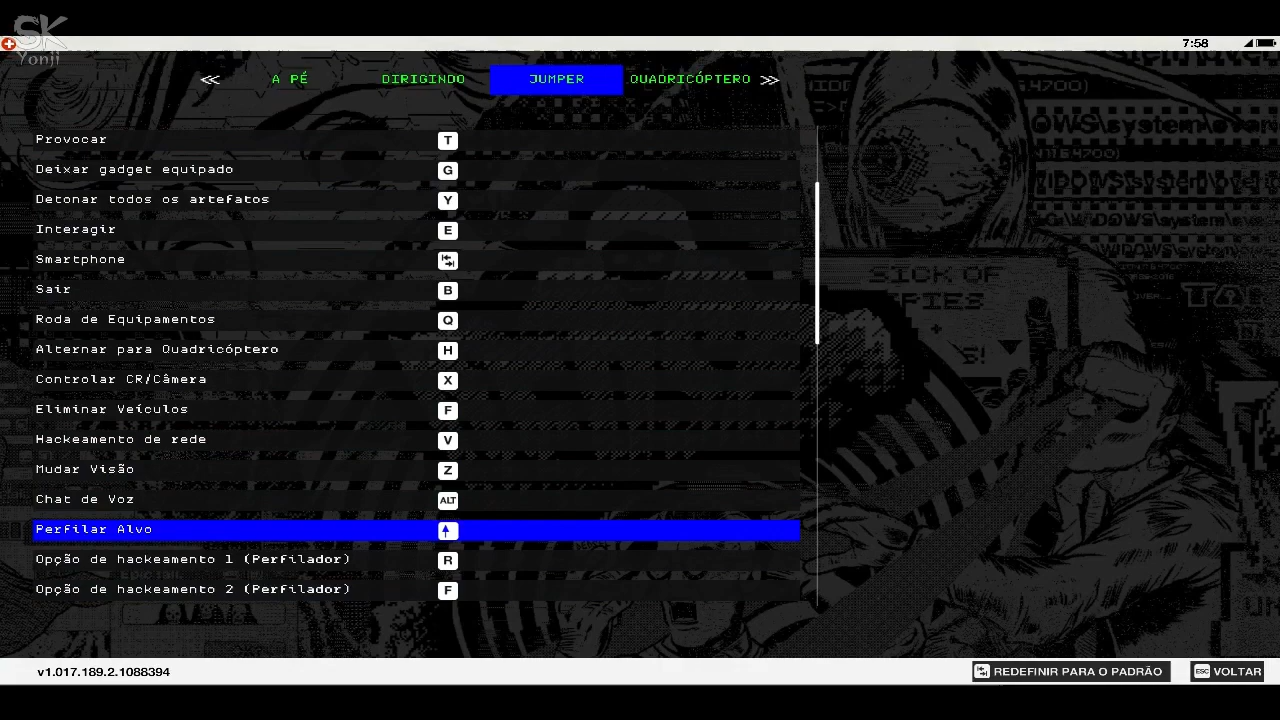 SK
Yonji
7:58
<< A PÉ DIRIGINDO JUMPER QUADRICÓPTERO >>
Provocar T
Deixar gadget equipado G
Detonar todos os artefatos Y
Interagir E
Smartphone
Sair B
Roda de Equipamentos Q
Alternar para Quadricóptero H
Controlar CR/Câmera X
Eliminar Veículos F
Hackeamento de rede V
Mudar Visão Z
Chat de Voz ALT
Perfilar Alvo
Opção de hackeamento 1 (Perfilador) R
Opção de hackeamento 2 (Perfilador) F
v1.017.189.2.1088394
REDEFINIR PARA O PADRÃO
ESC VOLTAR